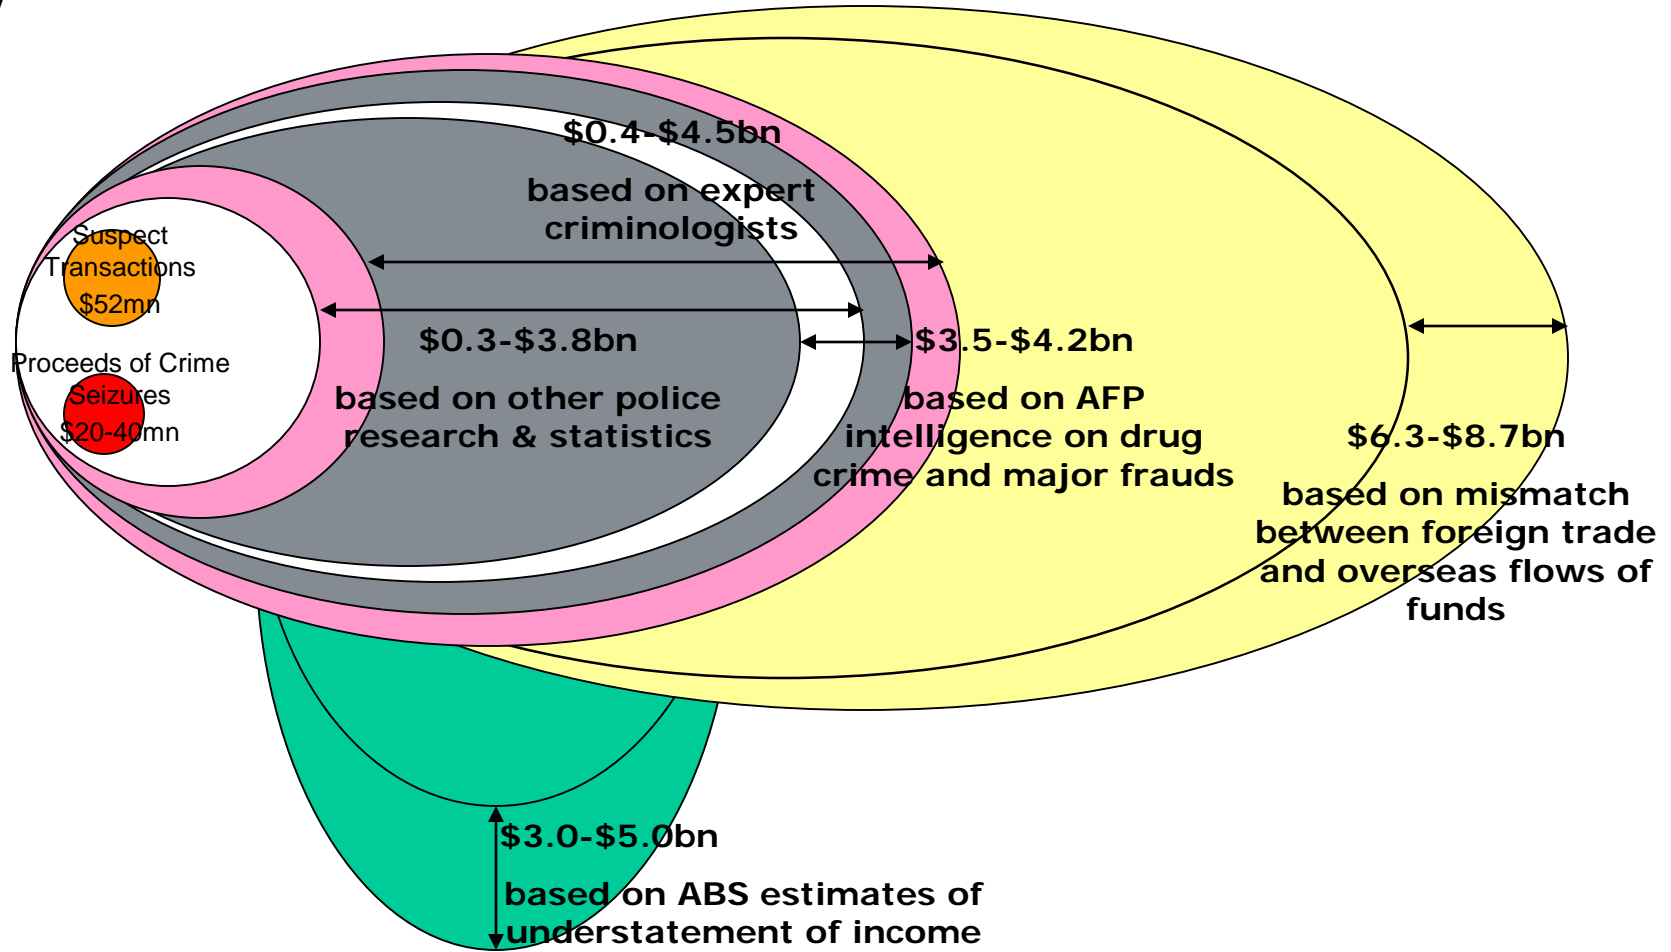 $0.4-$4.5bn
based on expert
criminologists
Suspect
Transactions
$52mn
Proceeds of Crime
Seizures
$20-40mn
$0.3-$3.8bn
based on other police
research & statistics
$3.5-$4.2bn
based on AFP
intelligence on drug
crime and major frauds
$6.3-$8.7bn
based on mismatch
between foreign trade
and overseas flows of
funds
$3.0-$5.0bn
based on ABS estimates of
understatement of income